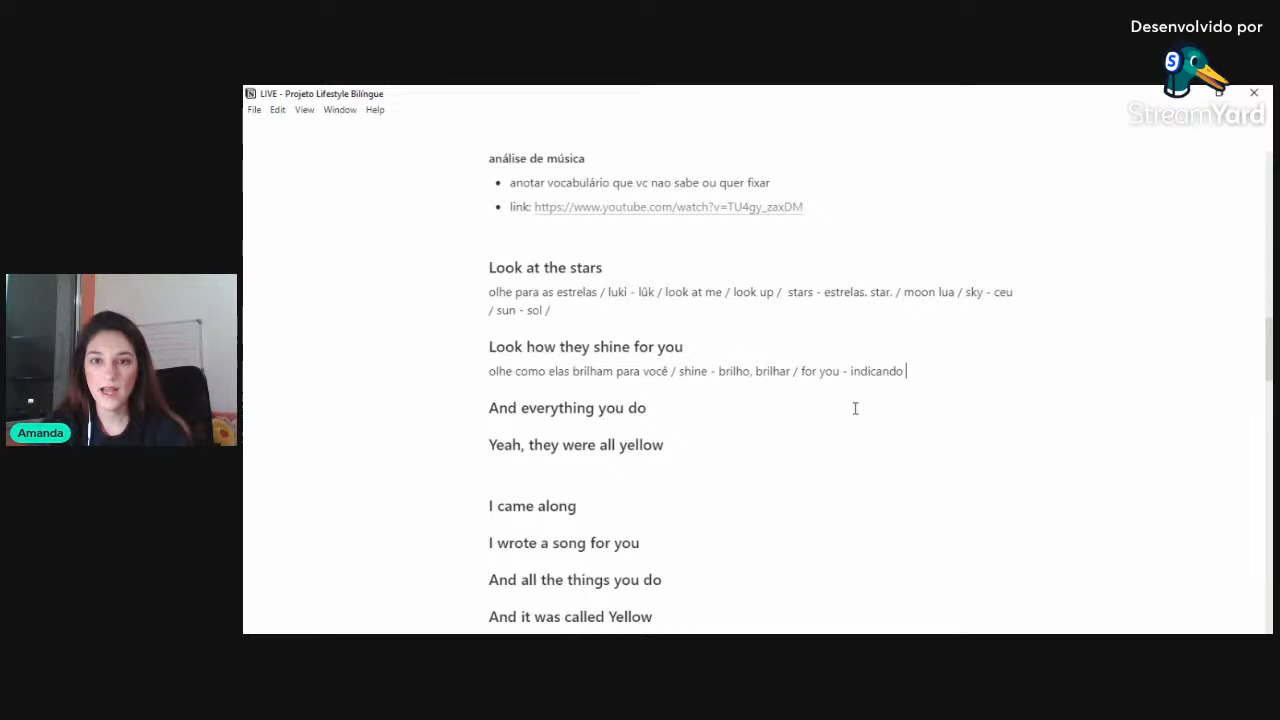 Desenvolvido por
StreamYard
LIVE - Projeto Lifestyle Bilíngue
File Edit View Window Help
análise de música
• anotar vocabulário que vc nao sabe ou quer fixar
• link: https://www.youtube.com/watch?v=TU4gy_zaxDM
Look at the stars
olhe para as estrelas / luki - lûk / look at me / look up / stars - estrelas. star. / moon lua / sky - ceu
/ sun - sol /
Look how they shine for you
olhe como elas brilham para você / shine - brilho, brilhar / for you - indicando
And everything you do
Yeah, they were all yellow
I came along
I wrote a song for you
And all the things you do
And it was called Yellow
Amanda